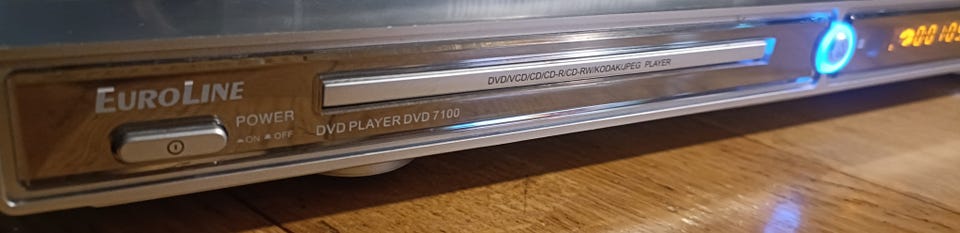 EUROLINE
POWER
ON OFF
DVD/VCD/CD/CD-R/CD-RW/KODAK/JPEG PLAYER
DVD PLAYER DVD 7100